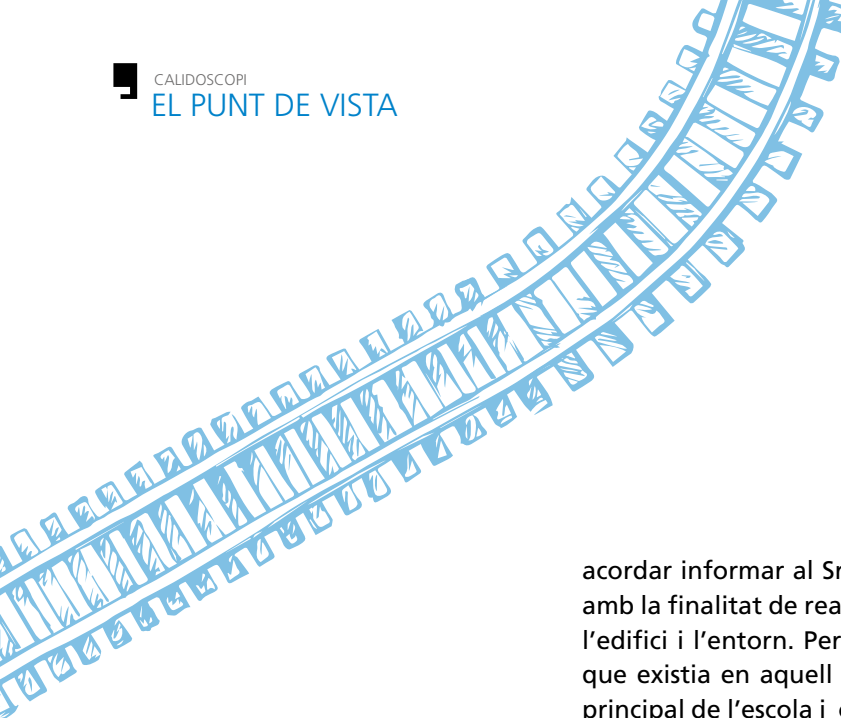 CALIDOSCOPI
EL PUNT DE VISTA
acordar informar al Sr
amb la finalitat de rea
l'edifici i l'entorn. Per
que existia en aquell
principal de l'escola i